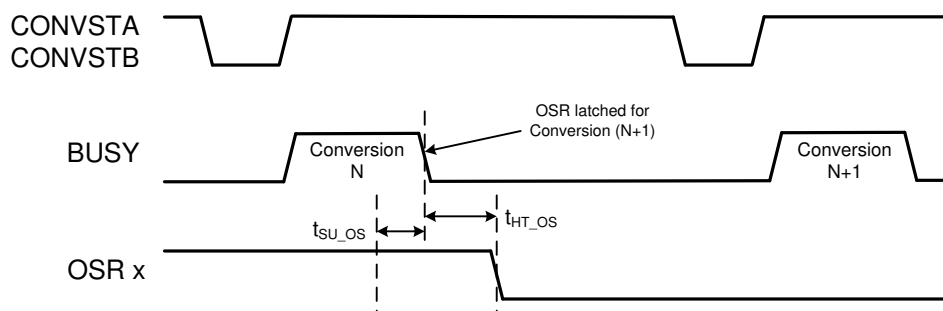 CONVSTA
CONVSTB
OSR latched for
Conversion (N+1)
BUSY
Conversion
N
Conversion
N+1
tSU_OS
tHT_OS
OSR x